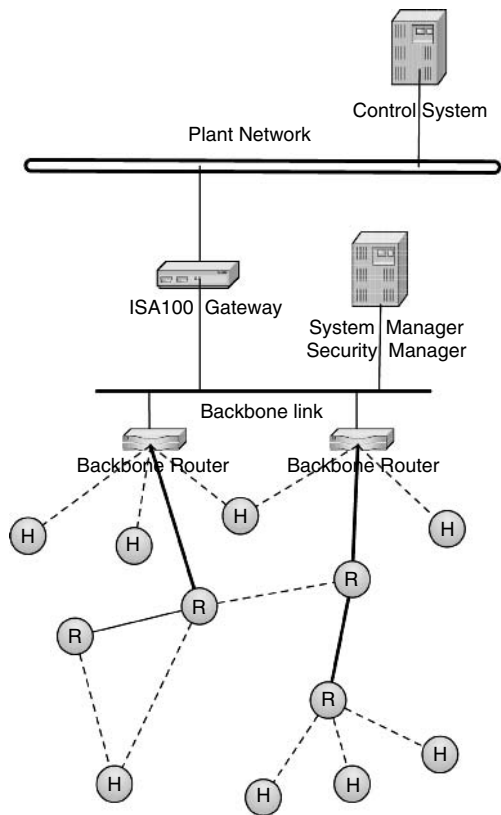 Control System
Plant Network
ISA100 Gateway
System Manager
Security Manager
Backbone link
Backbone Router
Backbone Router
H
H
H
H
R
R
R
R
H
H
H
H